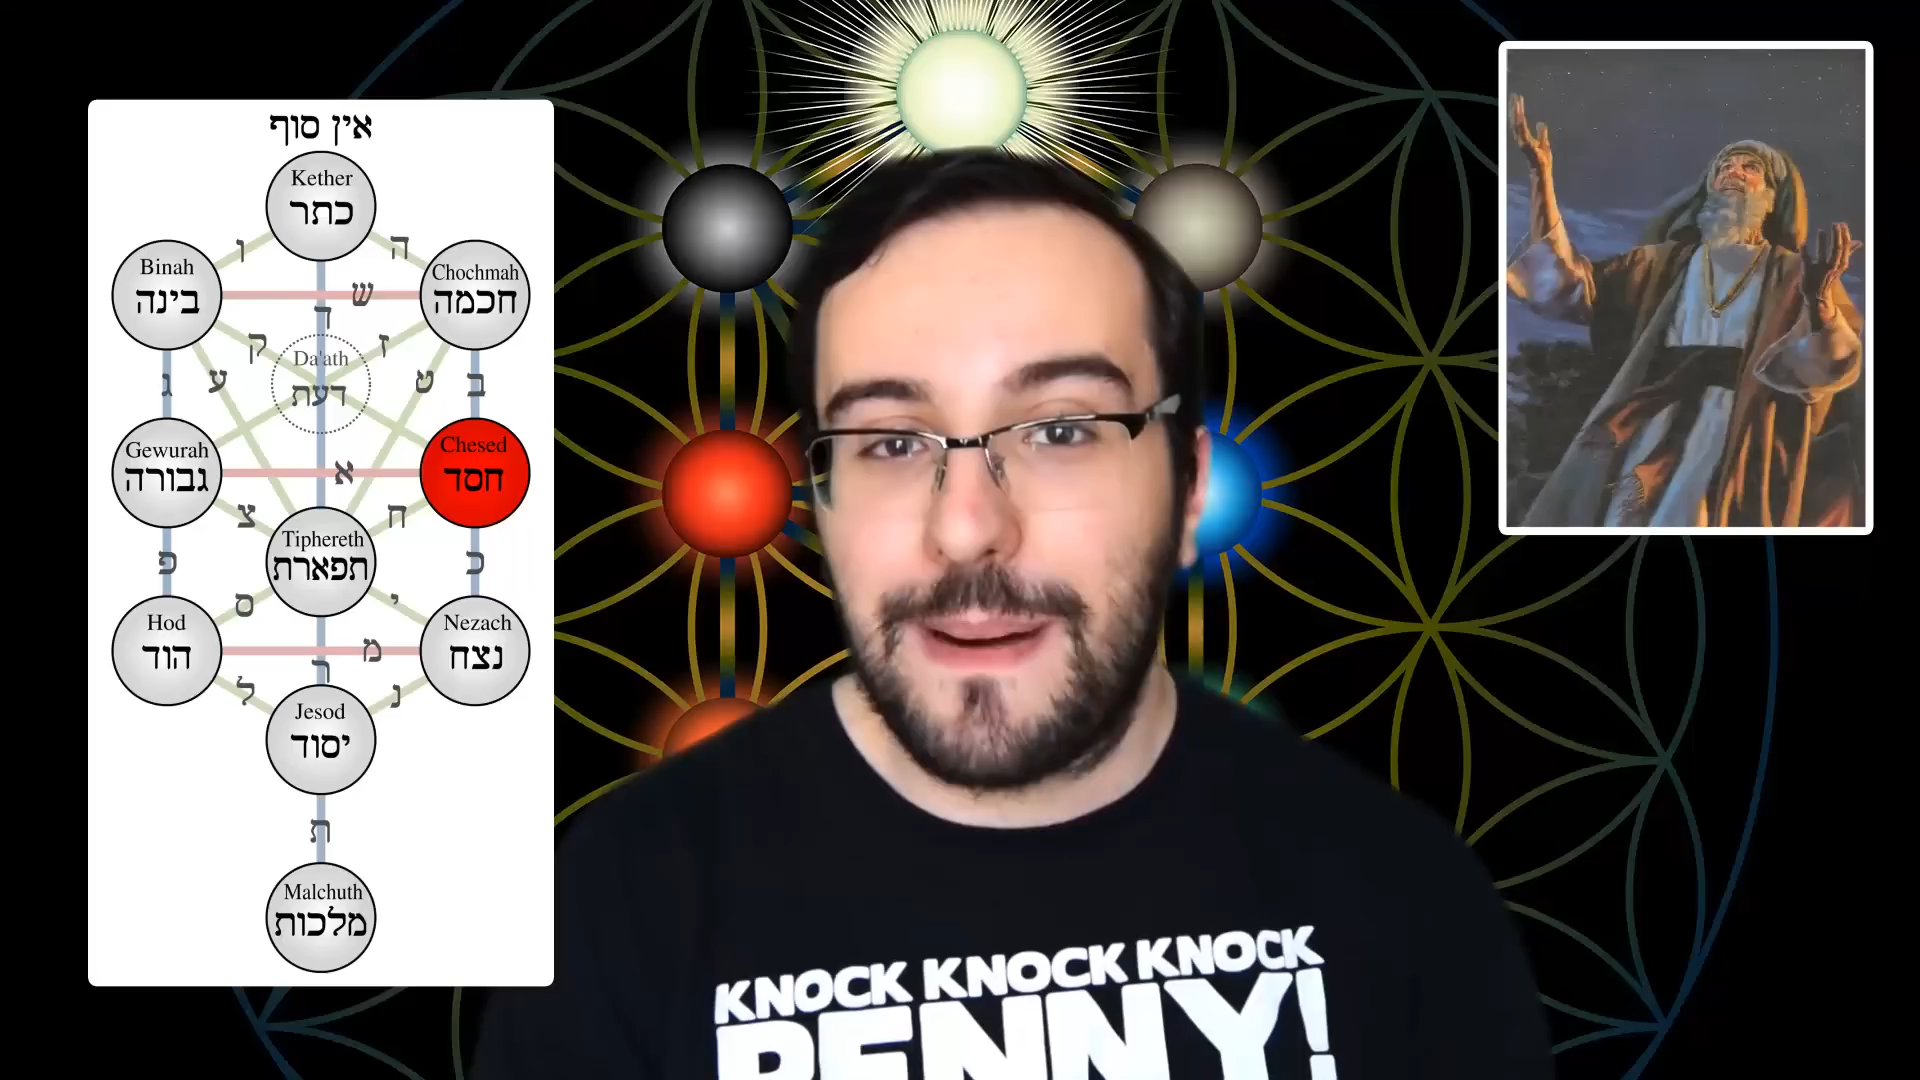 אין סוף
Kether
כתר
ו
ה
Binah
בינה
Chochmah
חכמה
ש
ד
ק
ז
Da'ath
דעת
ג
ע
ט
ב
Gewurah
גבורה
Chesed
חסד
א
צ
ח
Tiphereth
תפארת
פ
כ
ס
י
Hod
הוד
Nezach
נצח
מ
ר
ל
נ
Jesod
יסוד
ת
Malchuth
מלכות
KNOCK KNOCK KNOCK
PENNY!